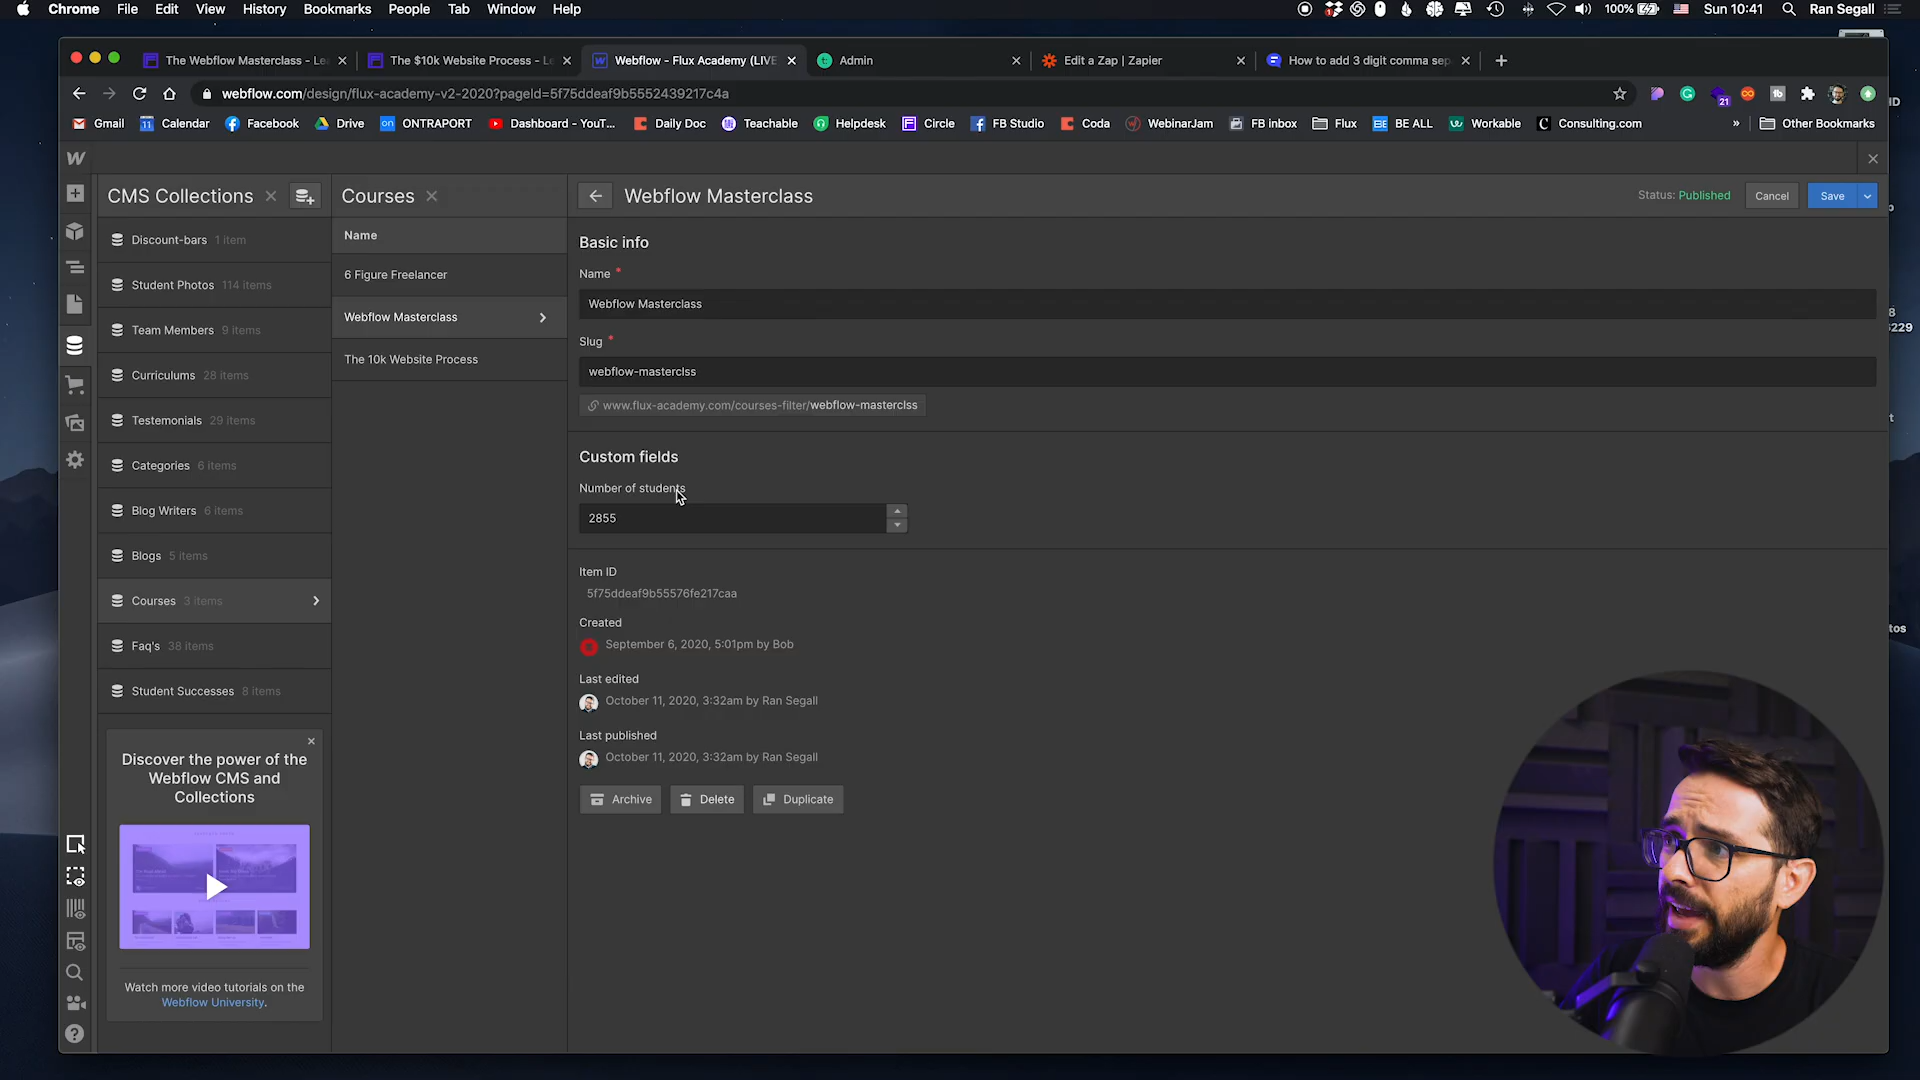 Chrome File Edit View History Bookmarks People Tab Window Help
100% Sun 10:41 Ran Segall
The Webflow Masterclass - Lea
The $10k Website Process - L
Webflow - Flux Academy (LIVE
Admin
Edit a Zap | Zapier
How to add 3 digit comma sep
webflow.com/design/flux-academy-v2-2020?pageId=5f75ddeaf9b5552439217c4a
21
Gmail Calendar Facebook Drive ONTRAPORT Dashboard - YouT... Daily Doc Teachable Helpdesk Circle FB Studio Coda WebinarJam FB inbox Flux BE ALL Workable Consulting.com » Other Bookmarks
CMS Collections
Courses
Webflow Masterclass
Status: Published
Cancel
Save
Discount-bars 1 item
Student Photos 114 items
Team Members 9 items
Curriculums 28 items
Testemonials 29 items
Categories 6 items
Blog Writers 6 items
Blogs 5 items
Courses 3 items
Faq's 38 items
Student Successes 8 items
Discover the power of the
Webflow CMS and
Collections
Watch more video tutorials on the
Webflow University.
Name
6 Figure Freelancer
Webflow Masterclass
The 10k Website Process
Basic info
Name *
Webflow Masterclass
Slug *
webflow-masterclss
www.flux-academy.com/courses-filter/webflow-masterclss
Custom fields
Number of students
2855
Item ID
5f75ddeaf9b55576fe217caa
Created
September 6, 2020, 5:01pm by Bob
Last edited
October 11, 2020, 3:32am by Ran Segall
Last published
October 11, 2020, 3:32am by Ran Segall
Archive
Delete
Duplicate